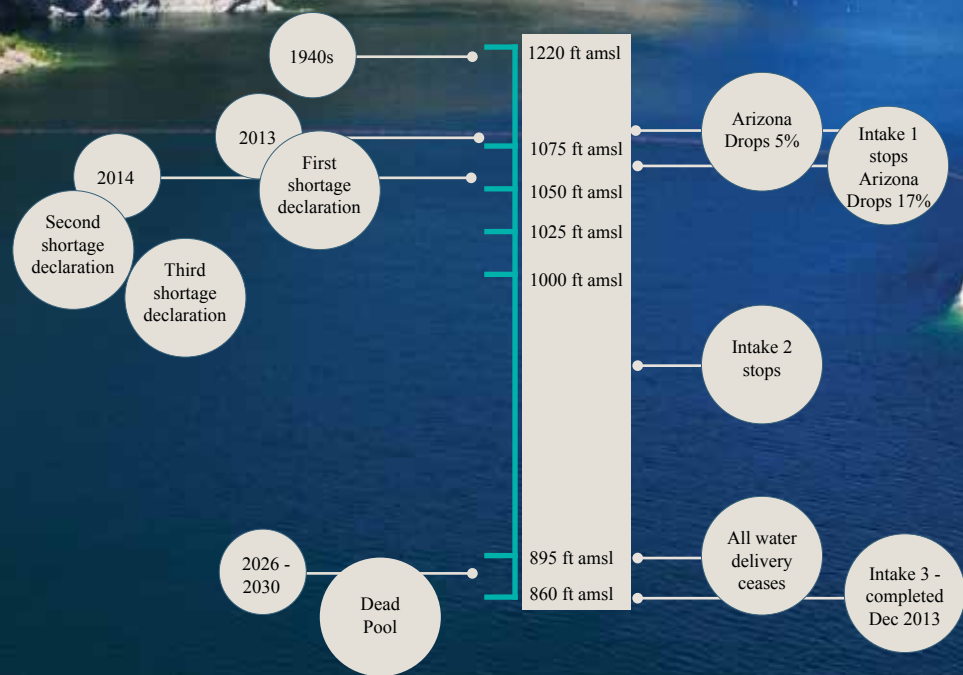 1940s
1220 ft amsl
2013
First
shortage
declaration
1075 ft amsl
Arizona
Drops 5%
Intake 1
stops
Arizona
Drops 17%
2014
Second
shortage
declaration
Third
shortage
declaration
1050 ft amsl
1025 ft amsl
1000 ft amsl
Intake 2
stops
2026 -
2030
Dead
Pool
895 ft amsl
860 ft amsl
All water
delivery
ceases
Intake 3 -
completed
Dec 2013